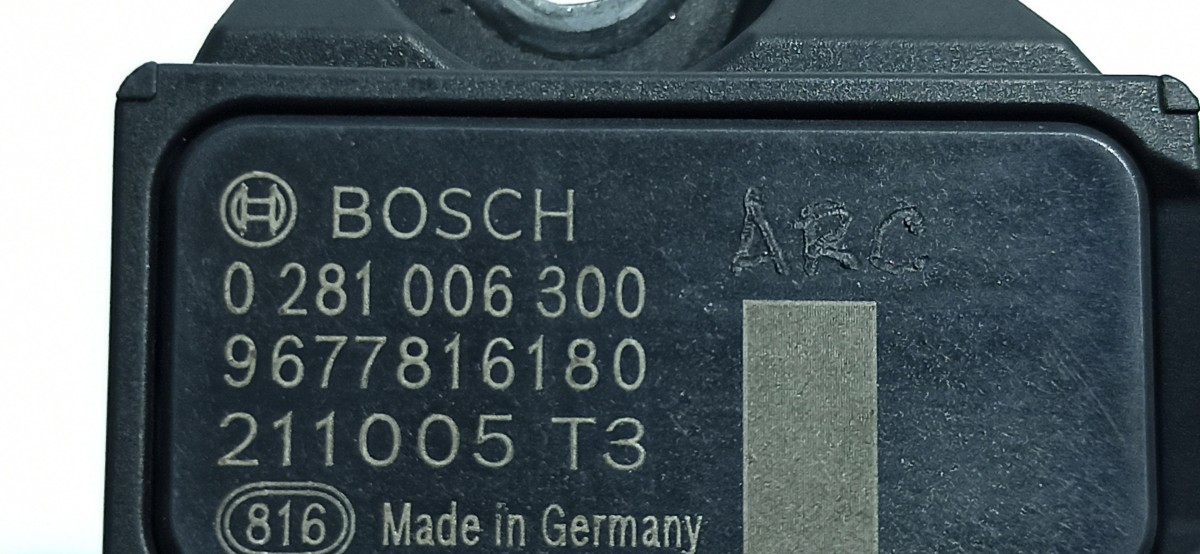 BOSCH
ARC
0 281 006 300
9677816180
211005 T3
816 Made in Germany